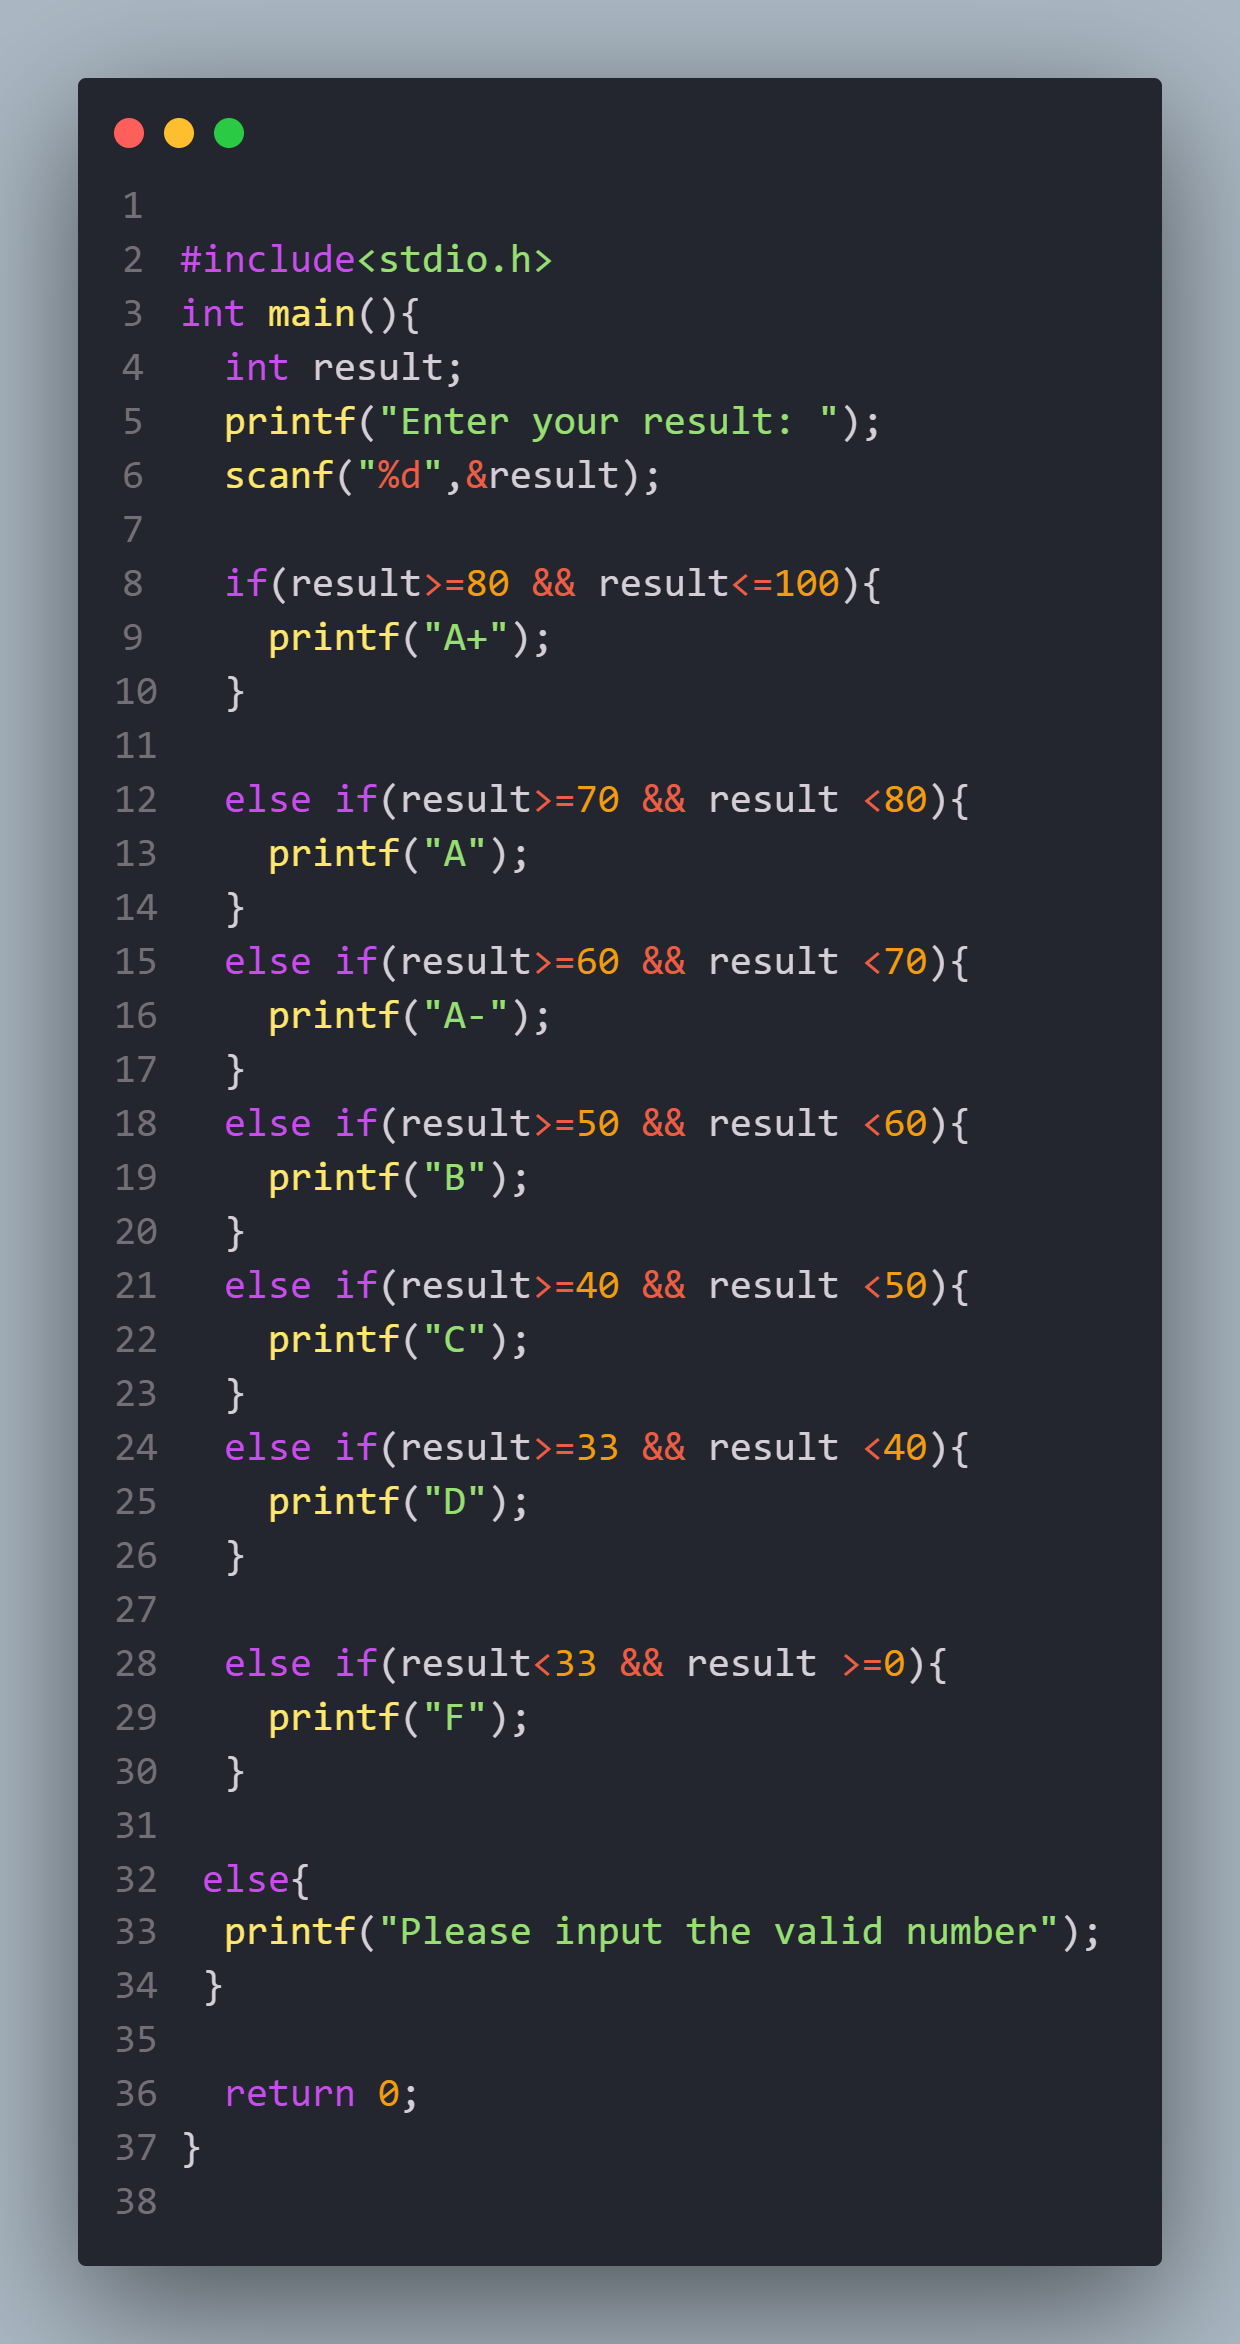 1
2 #include<stdio.h>
3 int main(){
4   int result;
5   printf("Enter your result: ");
6   scanf("%d",&result);
7
8   if(result>=80 && result<=100){
9     printf("A+");
10   }
11
12   else if(result>=70 && result <80){
13     printf("A");
14   }
15   else if(result>=60 && result <70){
16     printf("A-");
17   }
18   else if(result>=50 && result <60){
19     printf("B");
20   }
21   else if(result>=40 && result <50){
22     printf("C");
23   }
24   else if(result>=33 && result <40){
25     printf("D");
26   }
27
28   else if(result<33 && result >=0){
29     printf("F");
30   }
31
32  else{
33   printf("Please input the valid number");
34  }
35
36   return 0;
37 }
38